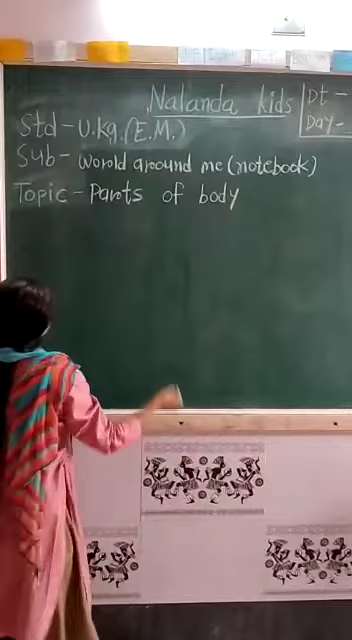 Nalanda kids
Dt -
Day -
Std - U.kg. (E.M.)
Sub - World around me (notebook)
Topic - Parts of body